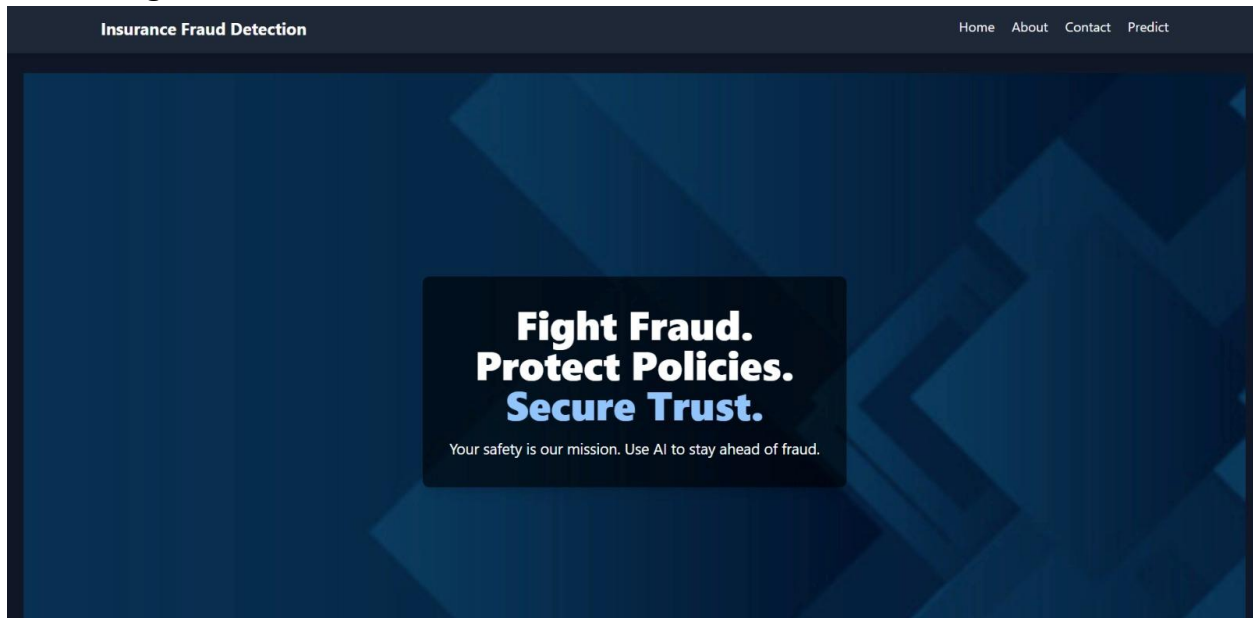 Insurance Fraud Detection
Home About Contact Predict
Fight Fraud.
Protect Policies.
Secure Trust.
Your safety is our mission. Use AI to stay ahead of fraud.